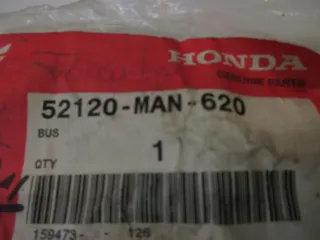 HONDA
GENUINE PARTS
52120-MAN-620
BUS
QTY 1
159473- - 126